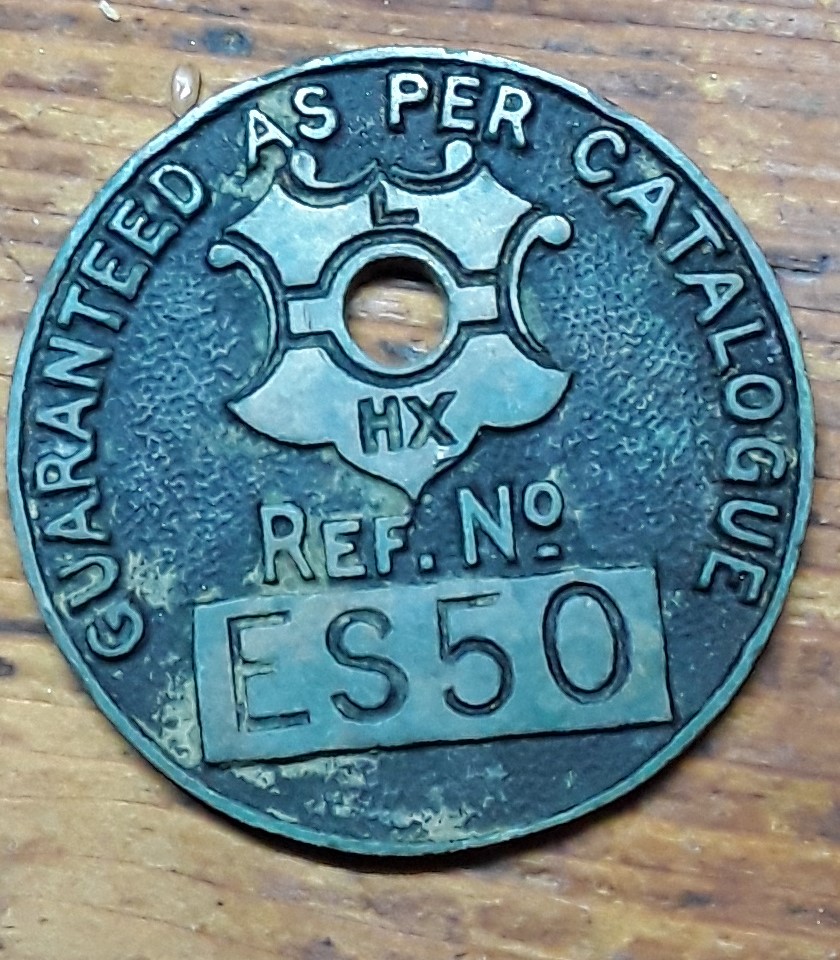 GUARANTEED AS PER CATALOGUE
L
HX
REF. Nº
ES50